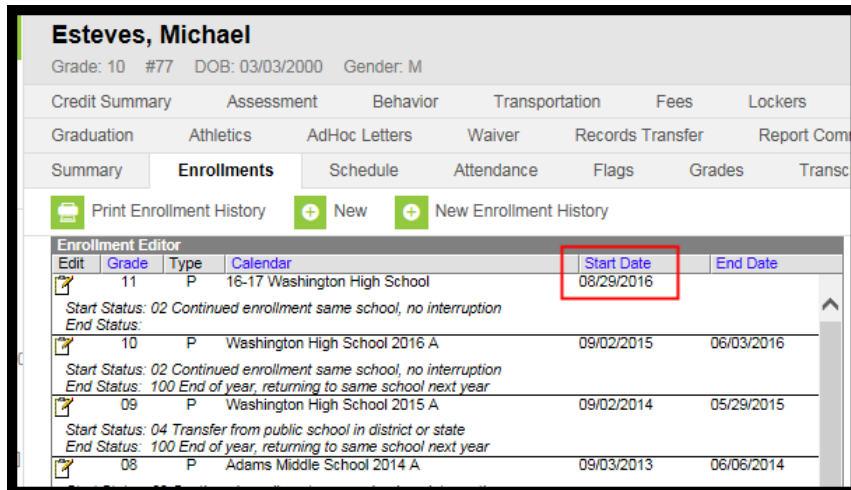 Esteves, Michael
Grade: 10 #77 DOB: 03/03/2000 Gender: M
Credit Summary Assessment Behavior Transportation Fees Lockers
Graduation Athletics AdHoc Letters Waiver Records Transfer Report Comm
Summary Enrollments Schedule Attendance Flags Grades Transc
Print Enrollment History New New Enrollment History
Enrollment Editor
Edit Grade Type Calendar Start Date End Date
11 P 16-17 Washington High School 08/29/2016
Start Status: 02 Continued enrollment same school, no interruption
End Status:
10 P Washington High School 2016 A 09/02/2015 06/03/2016
Start Status: 02 Continued enrollment same school, no interruption
End Status: 100 End of year, returning to same school next year
09 P Washington High School 2015 A 09/02/2014 05/29/2015
Start Status: 04 Transfer from public school in district or state
End Status: 100 End of year, returning to same school next year
08 P Adams Middle School 2014 A 09/03/2013 06/06/2014